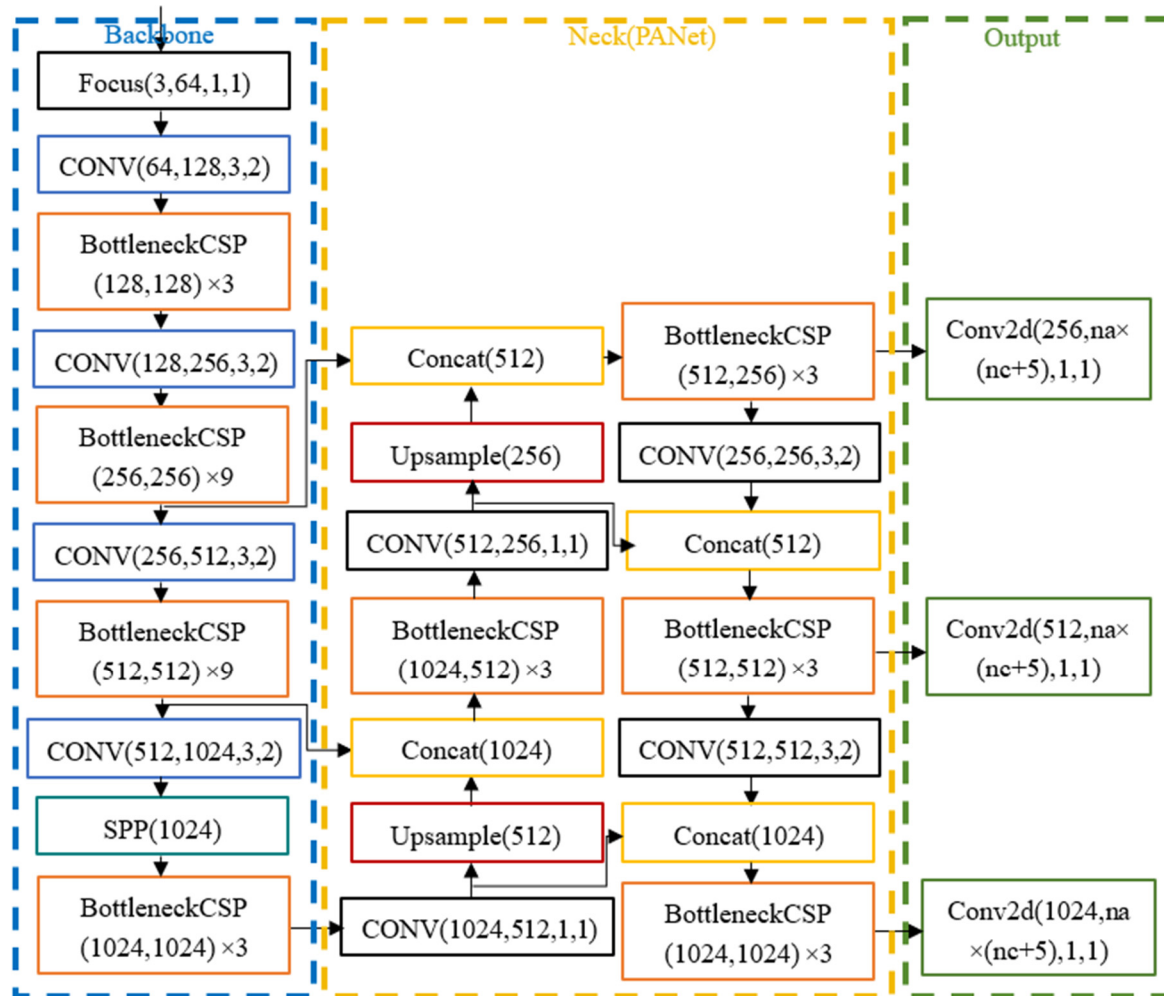 Backbone
Focus(3,64,1,1)
CONV(64,128,3,2)
BottleneckCSP
(128,128) ×3
CONV(128,256,3,2)
BottleneckCSP
(256,256) ×9
CONV(256,512,3,2)
BottleneckCSP
(512,512) ×9
CONV(512,1024,3,2)
SPP(1024)
BottleneckCSP
(1024,1024) ×3
Neck(PANet)
Concat(512)
Upsample(256)
CONV(512,256,1,1)
BottleneckCSP
(1024,512) ×3
Concat(1024)
Upsample(512)
CONV(1024,512,1,1)
BottleneckCSP
(512,256) ×3
CONV(256,256,3,2)
Concat(512)
BottleneckCSP
(512,512) ×3
CONV(512,512,3,2)
Concat(1024)
BottleneckCSP
(1024,1024) ×3
Output
Conv2d(256,na×
(nc+5),1,1)
Conv2d(512,na×
(nc+5),1,1)
Conv2d(1024,na
×(nc+5),1,1)